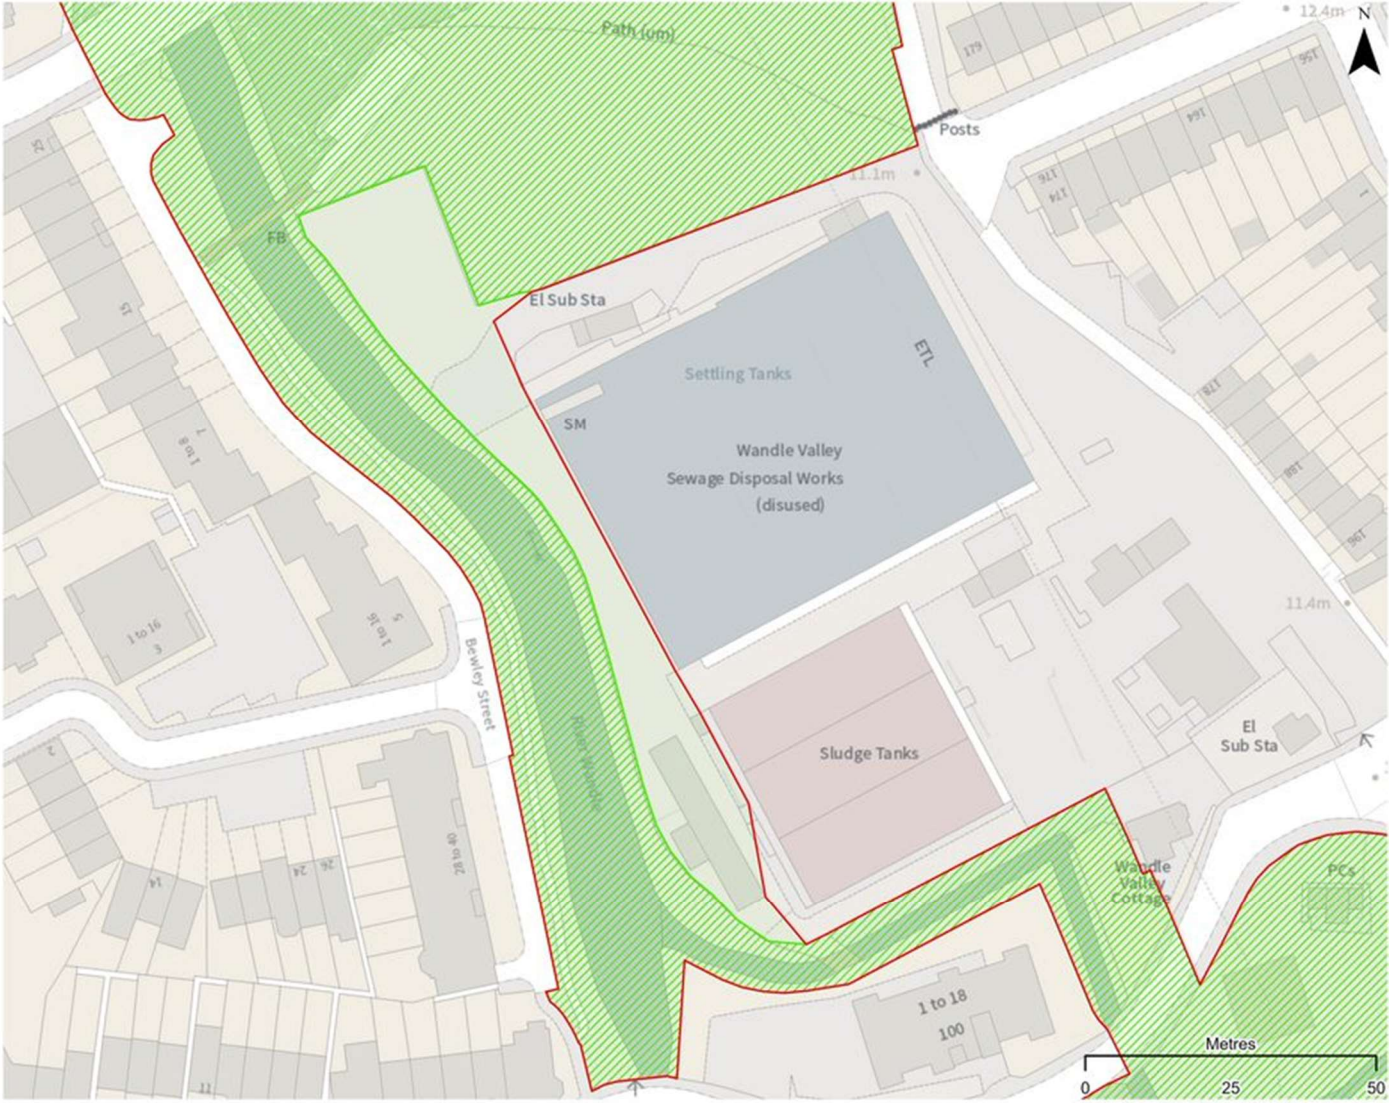 12.4m
N
Path (um)
179
156
Posts
164
11.1m
176
174
FB
El Sub Sta
15
ETL
Settling Tanks
178
SM
Wandle Valley
Sewage Disposal Works
(disused)
7
1 to 8
188
196
11.4m
5
1 to 16
1 to 16
3
Bewley Street
River Wandle
2
El
Sub Sta
Sludge Tanks
28 to 40
26
24
14
Wandle
Valley
Cottage
PCs
1 to 18
100
Metres
0 25 50
11